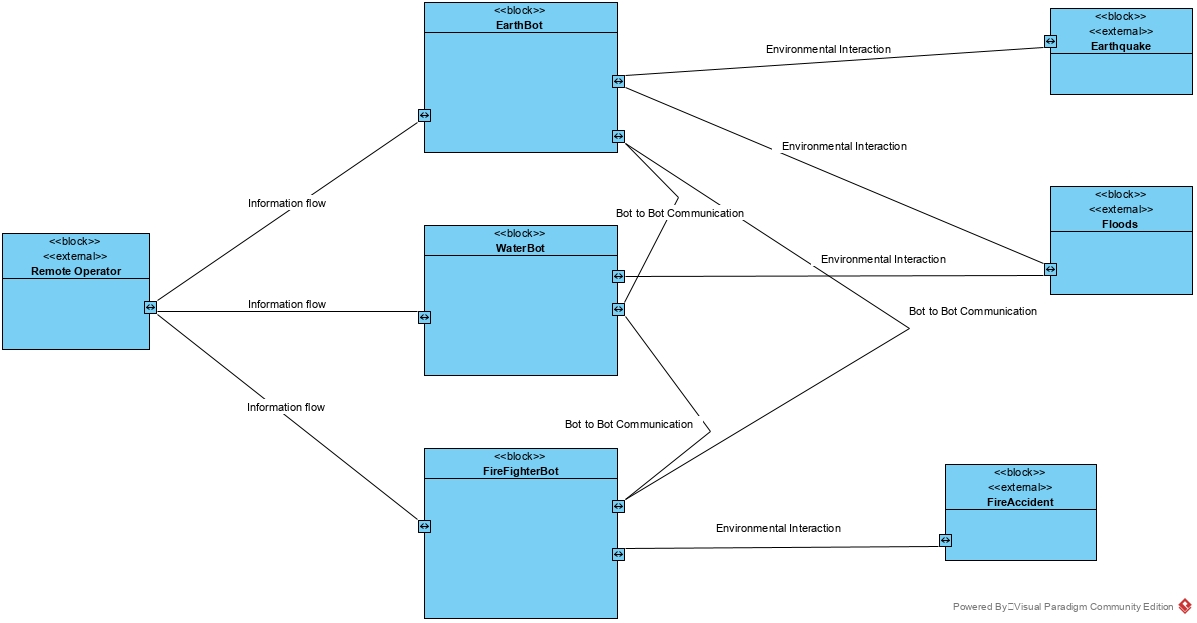 <<block>>
EarthBot
<<block>>
<<external>>
Earthquake
Environmental Interaction
Environmental Interaction
Information flow
<<block>>
<<external>>
Floods
Bot to Bot Communication
<<block>>
WaterBot
<<block>>
<<external>>
Remote Operator
Environmental Interaction
Information flow
Bot to Bot Communication
Information flow
Bot to Bot Communication
<<block>>
FireFighterBot
<<block>>
<<external>>
FireAccident
Environmental Interaction
Powered By Visual Paradigm Community Edition